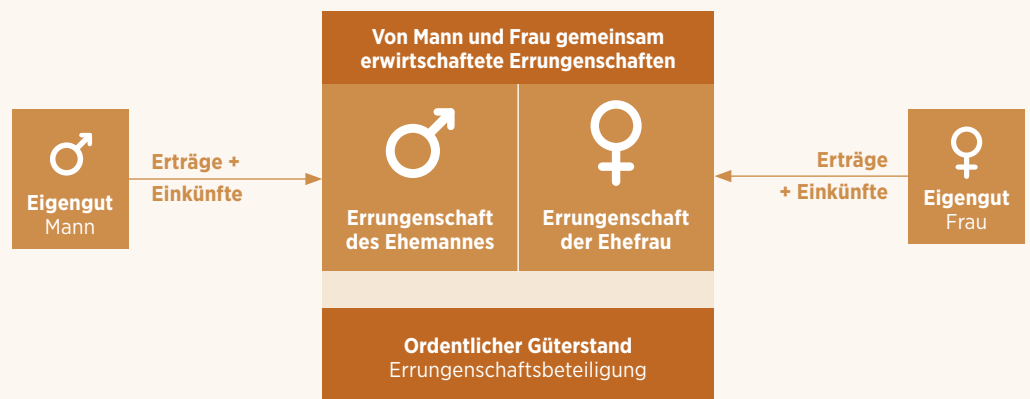 Von Mann und Frau gemeinsam
erwirtschaftete Errungenschaften
Eigengut
Mann
Erträge +
Einkünfte
Errungenschaft
des Ehemannes
Errungenschaft
der Ehefrau
Erträge
+ Einkünfte
Eigengut
Frau
Ordentlicher Güterstand
Errungenschaftsbeteiligung